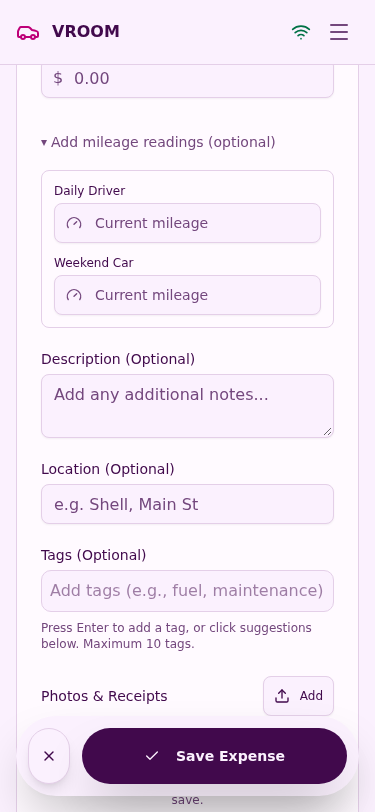 VROOM
$ 0.00
▾ Add mileage readings (optional)
Daily Driver
Current mileage
Weekend Car
Current mileage
Description (Optional)
Add any additional notes...
Location (Optional)
e.g. Shell, Main St
Tags (Optional)
Add tags (e.g., fuel, maintenance)
Press Enter to add a tag, or click suggestions
below. Maximum 10 tags.
Photos & Receipts
Add
Save Expense
save.